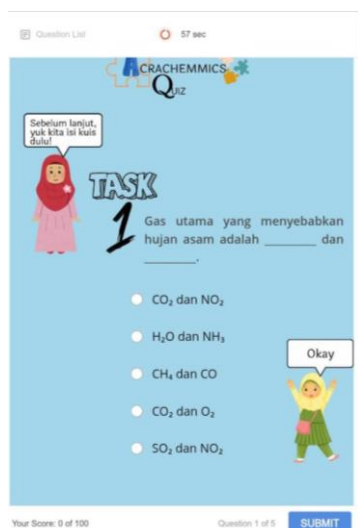 Question List
57 sec
ACRACHEMMICS
QUIZ
Sebelum lanjut,
yuk kita isi kuis
dulu!
TASK
1
Gas utama yang menyebabkan
hujan asam adalah ________ dan
________.
CO₂ dan NO₂
H₂O dan NH₃
CH₄ dan CO
CO₂ dan O₂
SO₂ dan NO₂
Okay
Your Score: 0 of 100
Question 1 of 5
SUBMIT